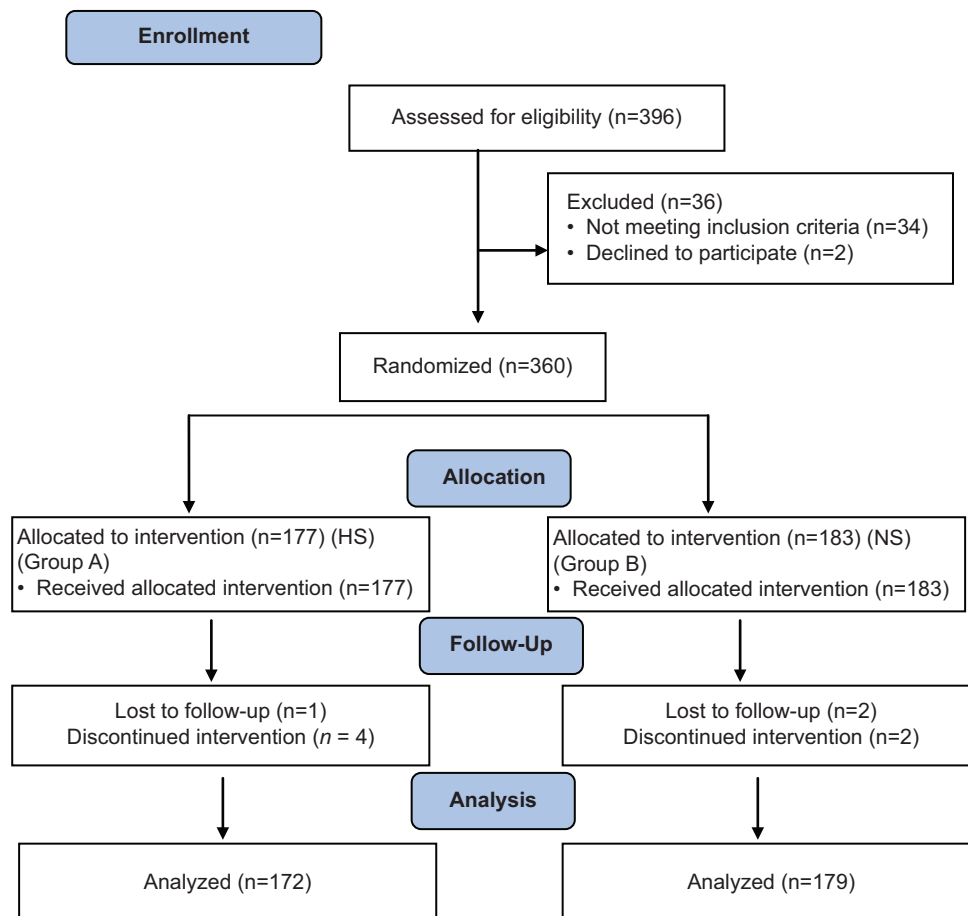 Enrollment
Assessed for eligibility (n=396)
Excluded (n=36)
• Not meeting inclusion criteria (n=34)
• Declined to participate (n=2)
Randomized (n=360)
Allocation
Allocated to intervention (n=177) (HS)
(Group A)
• Received allocated intervention (n=177)
Allocated to intervention (n=183) (NS)
(Group B)
• Received allocated intervention (n=183)
Follow-Up
Lost to follow-up (n=1)
Discontinued intervention (n = 4)
Lost to follow-up (n=2)
Discontinued intervention (n=2)
Analysis
Analyzed (n=172)
Analyzed (n=179)